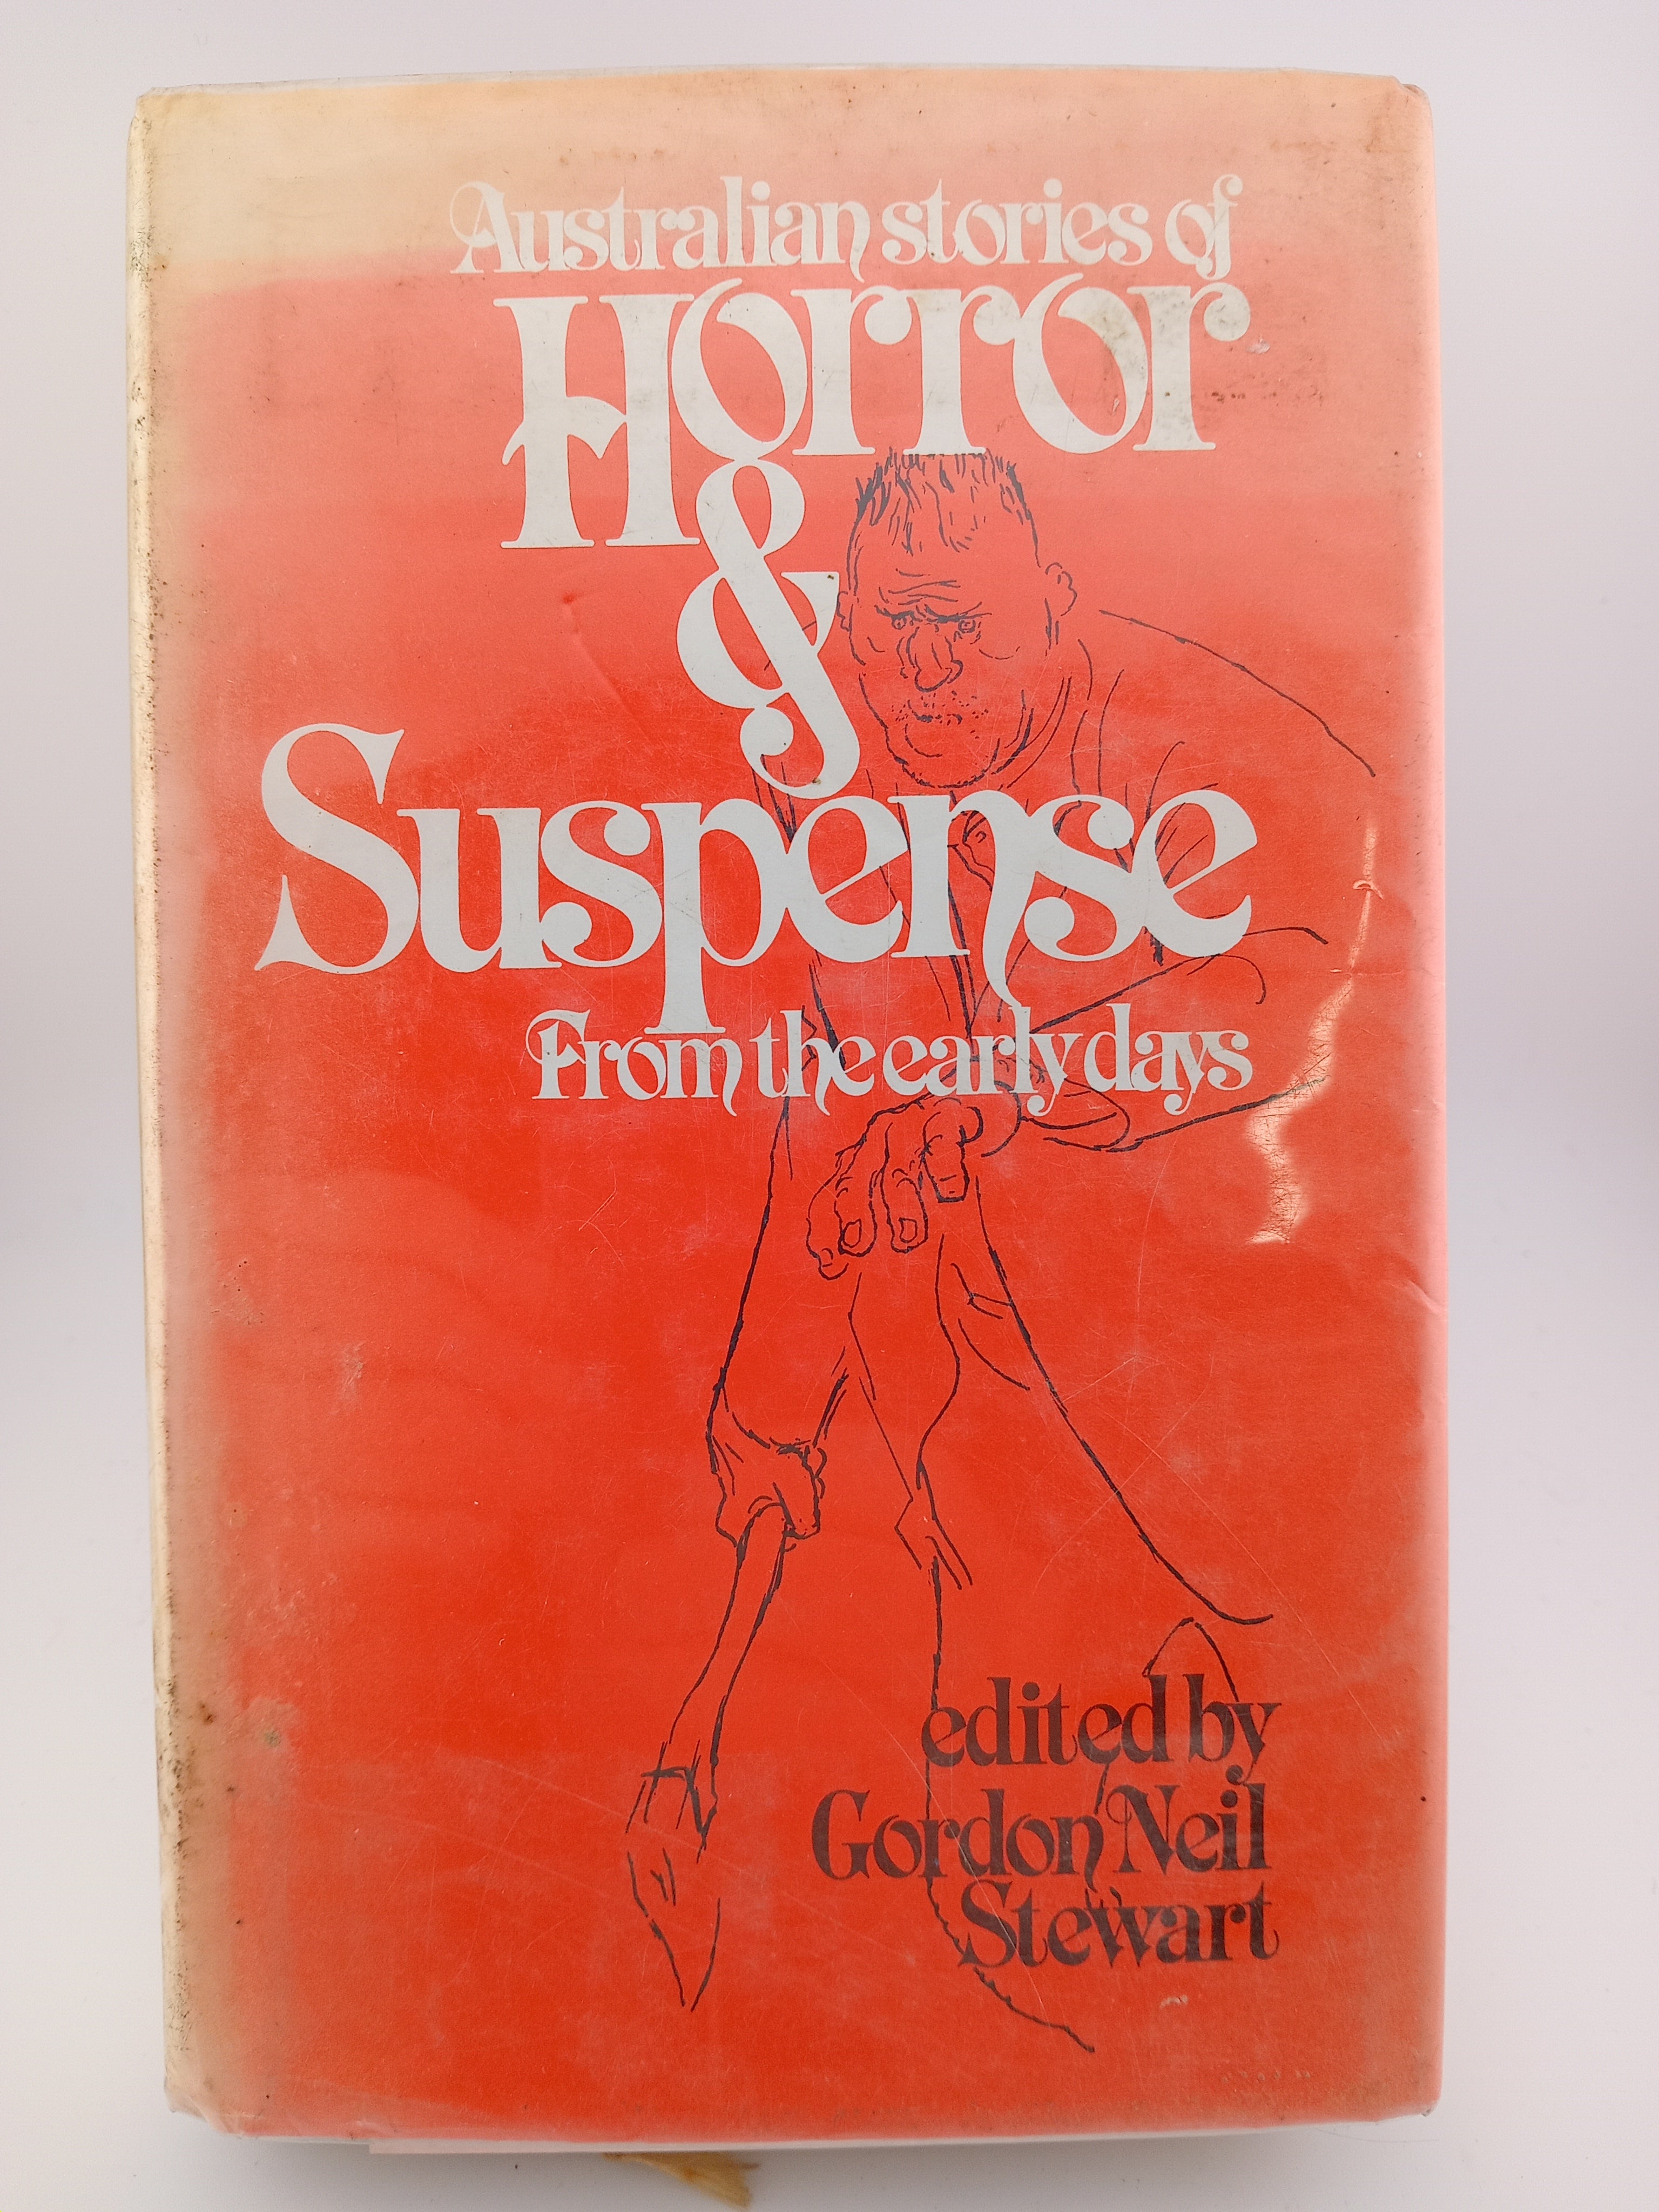 Australian stories of
Horror
&
Suspense
From the early days
edited by
Gordon Neil
Stewart